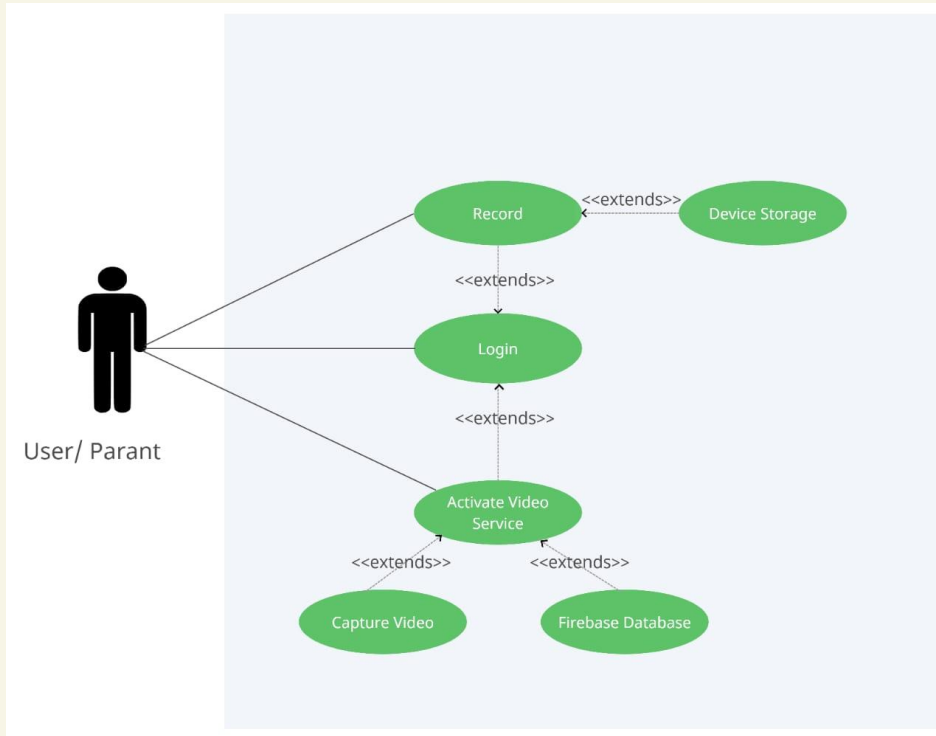 Record
<<extends>>
Device Storage
<<extends>>
Login
<<extends>>
User/ Parant
Activate Video
Service
<<extends>>
<<extends>>
Capture Video
Firebase Database